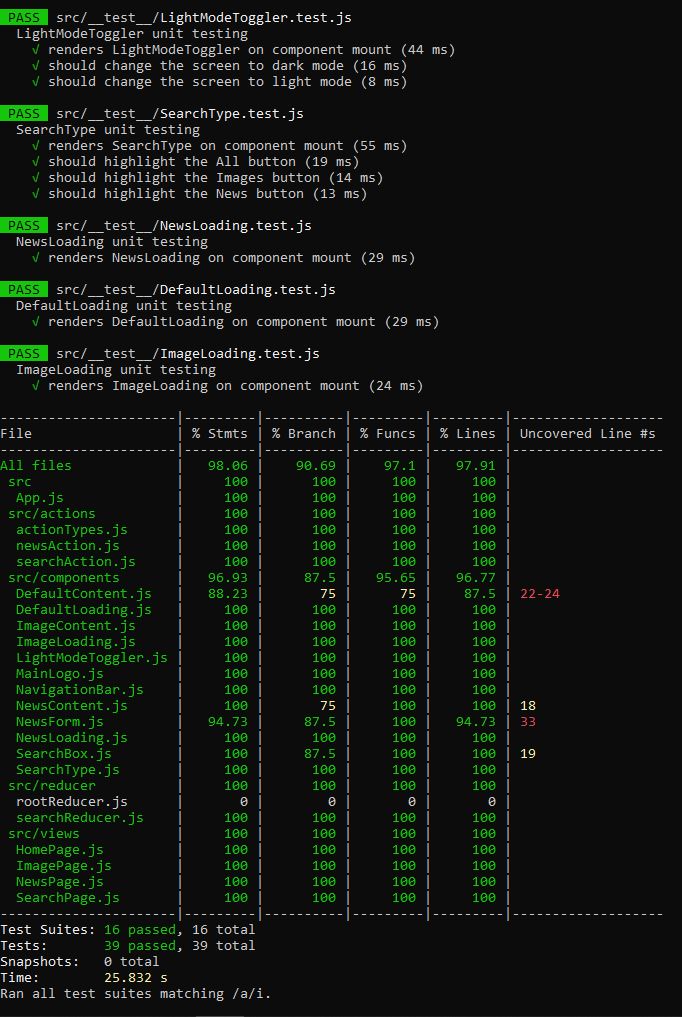 PASS src/__test__/LightModeToggler.test.js
LightModeToggler unit testing
√ renders LightModeToggler on component mount (44 ms)
√ should change the screen to dark mode (16 ms)
√ should change the screen to light mode (8 ms)
PASS src/__test__/SearchType.test.js
SearchType unit testing
√ renders SearchType on component mount (55 ms)
√ should highlight the All button (19 ms)
√ should highlight the Images button (14 ms)
√ should highlight the News button (13 ms)
PASS src/__test__/NewsLoading.test.js
NewsLoading unit testing
√ renders NewsLoading on component mount (29 ms)
PASS src/__test__/DefaultLoading.test.js
DefaultLoading unit testing
√ renders DefaultLoading on component mount (29 ms)
PASS src/__test__/ImageLoading.test.js
ImageLoading unit testing
√ renders ImageLoading on component mount (24 ms)
----------------------|---------|----------|---------|---------|-------------------
File                  | % Stmts | % Branch | % Funcs | % Lines | Uncovered Line #s
----------------------|---------|----------|---------|---------|-------------------
All files             |   98.06 |    90.69 |    97.1 |   97.91 |
 src                  |     100 |      100 |     100 |     100 |
  App.js              |     100 |      100 |     100 |     100 |
 src/actions          |     100 |      100 |     100 |     100 |
  actionTypes.js      |     100 |      100 |     100 |     100 |
  newsAction.js       |     100 |      100 |     100 |     100 |
  searchAction.js     |     100 |      100 |     100 |     100 |
 src/components       |   96.93 |     87.5 |   95.65 |   96.77 |
  DefaultContent.js   |   88.23 |       75 |      75 |    87.5 | 22-24
  DefaultLoading.js   |     100 |      100 |     100 |     100 |
  ImageContent.js     |     100 |      100 |     100 |     100 |
  ImageLoading.js     |     100 |      100 |     100 |     100 |
  LightModeToggler.js |     100 |      100 |     100 |     100 |
  MainLogo.js         |     100 |      100 |     100 |     100 |
  NavigationBar.js    |     100 |      100 |     100 |     100 |
  NewsContent.js      |     100 |       75 |     100 |     100 | 18
  NewsForm.js         |   94.73 |     87.5 |     100 |   94.73 | 33
  NewsLoading.js      |     100 |      100 |     100 |     100 |
  SearchBox.js        |     100 |     87.5 |     100 |     100 | 19
  SearchType.js       |     100 |      100 |     100 |     100 |
 src/reducer          |     100 |      100 |     100 |     100 |
  rootReducer.js      |       0 |        0 |       0 |       0 |
  searchReducer.js    |     100 |      100 |     100 |     100 |
 src/views            |     100 |      100 |     100 |     100 |
  HomePage.js         |     100 |      100 |     100 |     100 |
  ImagePage.js        |     100 |      100 |     100 |     100 |
  NewsPage.js         |     100 |      100 |     100 |     100 |
  SearchPage.js       |     100 |      100 |     100 |     100 |
----------------------|---------|----------|---------|---------|-------------------
Test Suites: 16 passed, 16 total
Tests:       39 passed, 39 total
Snapshots:   0 total
Time:        25.832 s
Ran all test suites matching /a/i.